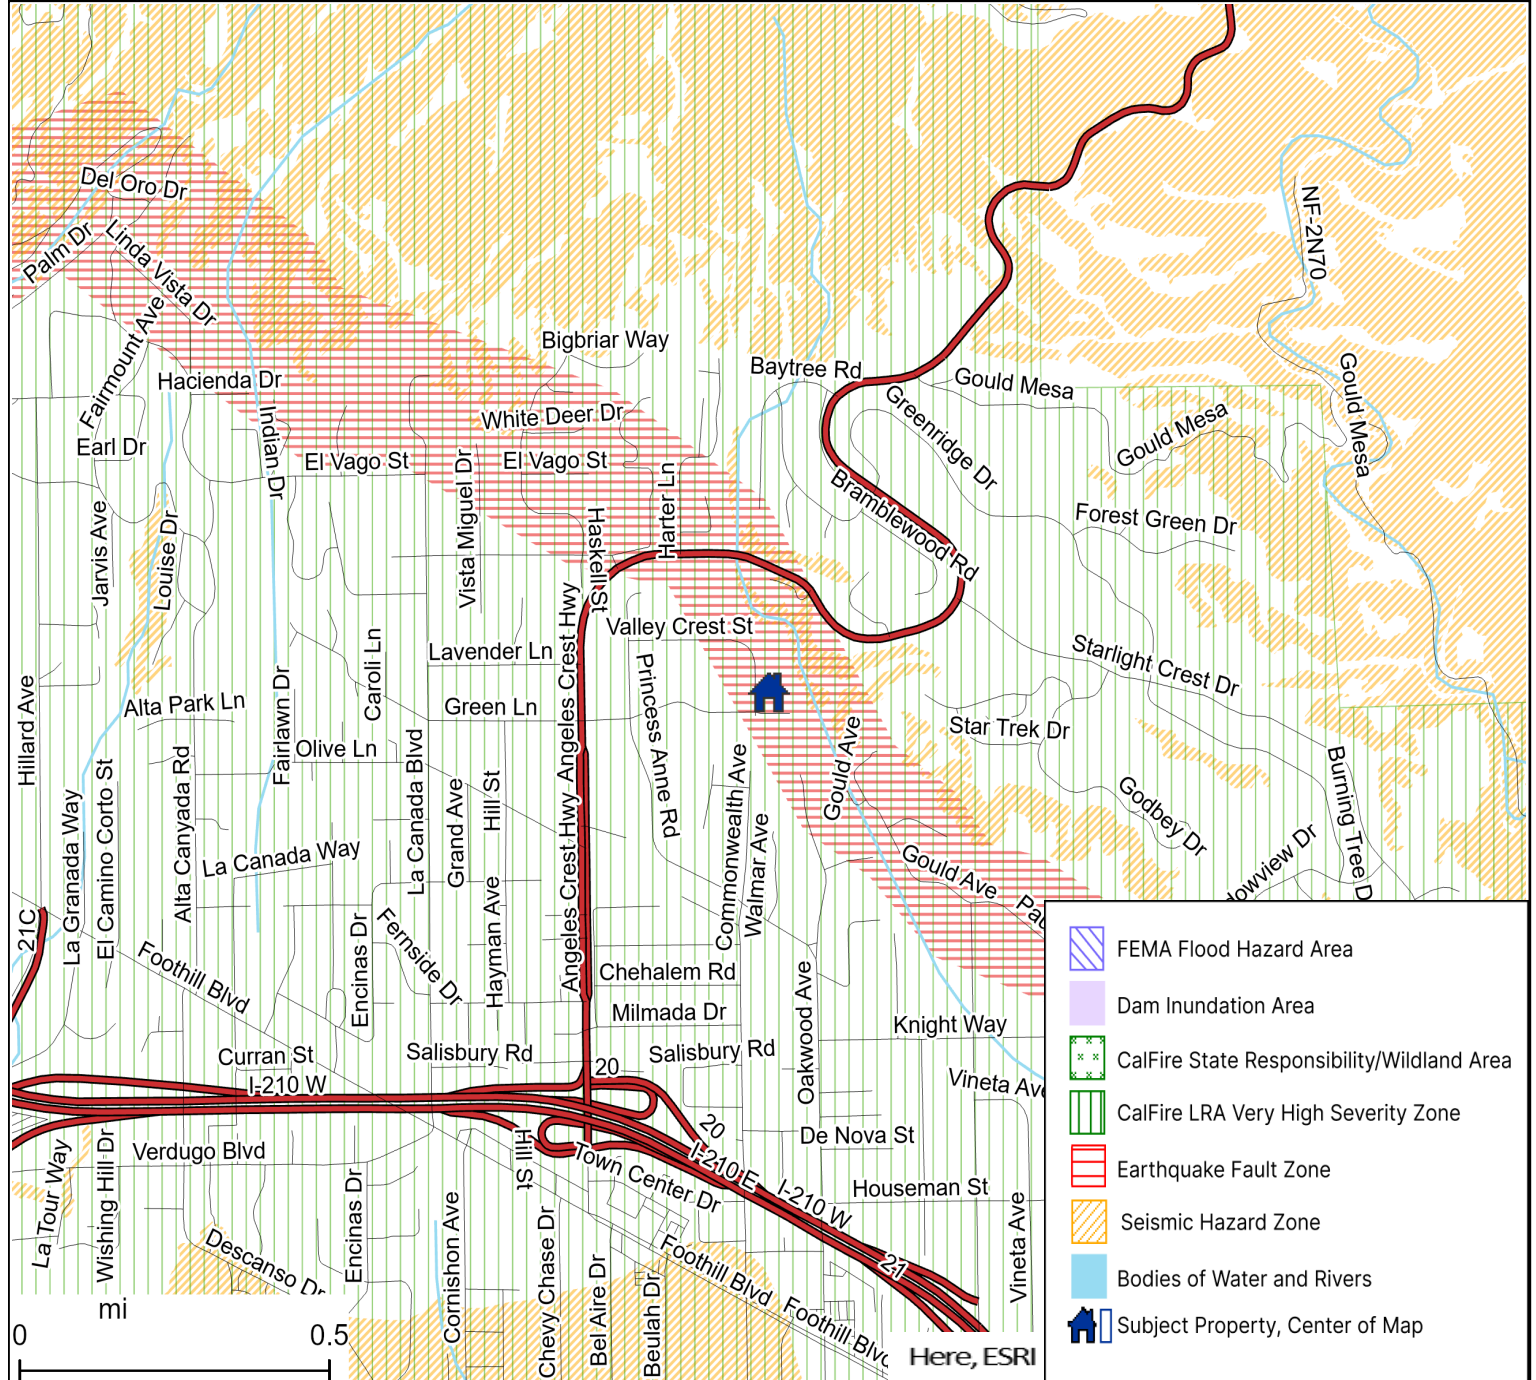 Del Oro Dr
Palm Dr
Linda Vista Dr
NF-2N70
Fairmount Ave
Bigbriar Way
Baytree Rd
Gould Mesa
Gould Mesa
Gould Mesa
Hacienda Dr
White Deer Dr
Greenridge Dr
Earl Dr
Indian Dr
El Vago St
El Vago St
Vista Miguel Dr
Harter Ln
Haskell St
Bramblewood Rd
Forest Green Dr
Jarvis Ave
Louise Dr
Valley Crest St
Lavender Ln
Starlight Crest Dr
Caroli Ln
Angeles Crest Hwy
Angeles Crest Hwy
Angeles Crest Hwy
Princess Anne Rd
Hillard Ave
Alta Park Ln
Fairlawn Dr
Green Ln
Star Trek Dr
Olive Ln
Gould Ave
Alta Canyada Rd
La Canada Blvd
Grand Ave
Hill St
Commonwealth Ave
Walmar Ave
Burning Tree D
Godbey Dr
La Granada Way
El Camino Corto St
La Canada Way
Gould Ave
dowview Dr
Pau
21C
Foothill Blvd
Encinas Dr
Fernside Dr
Hayman Ave
Chehalem Rd
Milmada Dr
Oakwood Ave
Knight Way
Curran St
Salisbury Rd
Salisbury Rd
20
I-210 W
Vineta Ave
20
De Nova St
La Tour Way
Wishing Hill Dr
Verdugo Blvd
Hill St
Town Center Dr
I-210 E
I-210 W
Houseman St
Vineta Ave
Descanso Dr
Encinas Dr
Cornishon Ave
Chevy Chase Dr
Bel Aire Dr
Beulah Dr
Foothill Blvd
Foothill Blvd
21
mi
0 0.5
Here, ESRI
FEMA Flood Hazard Area
Dam Inundation Area
CalFire State Responsibility/Wildland Area
CalFire LRA Very High Severity Zone
Earthquake Fault Zone
Seismic Hazard Zone
Bodies of Water and Rivers
Subject Property, Center of Map